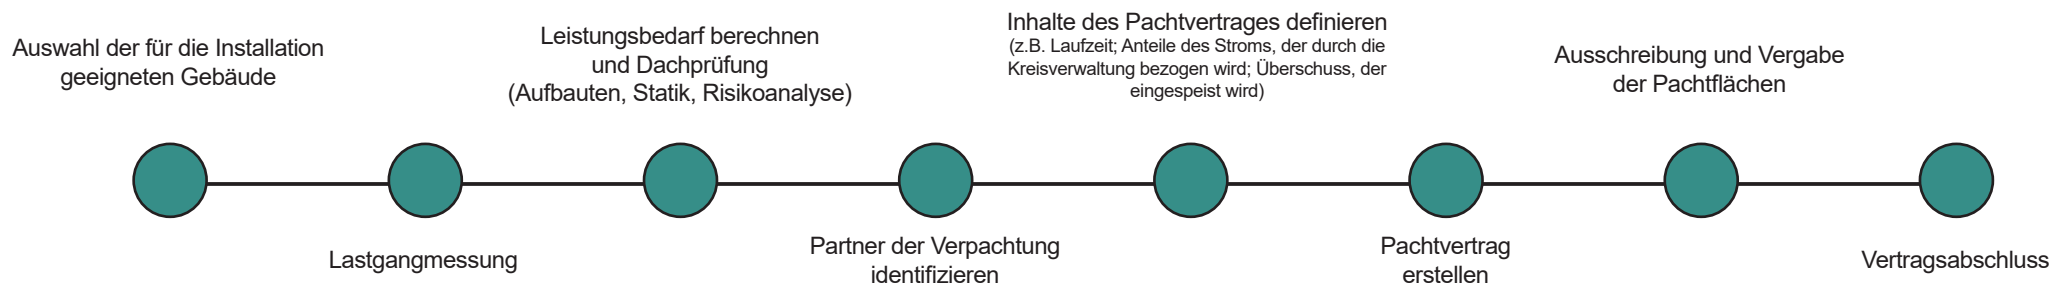 Auswahl der für die Installation
geeigneten Gebäude
Lastgangmessung
Leistungsbedarf berechnen
und Dachprüfung
(Aufbauten, Statik, Risikoanalyse)
Partner der Verpachtung
identifizieren
Inhalte des Pachtvertrages definieren
(z.B. Laufzeit; Anteile des Stroms, der durch die
Kreisverwaltung bezogen wird; Überschuss, der
eingespeist wird)
Pachtvertrag
erstellen
Ausschreibung und Vergabe
der Pachtflächen
Vertragsabschluss